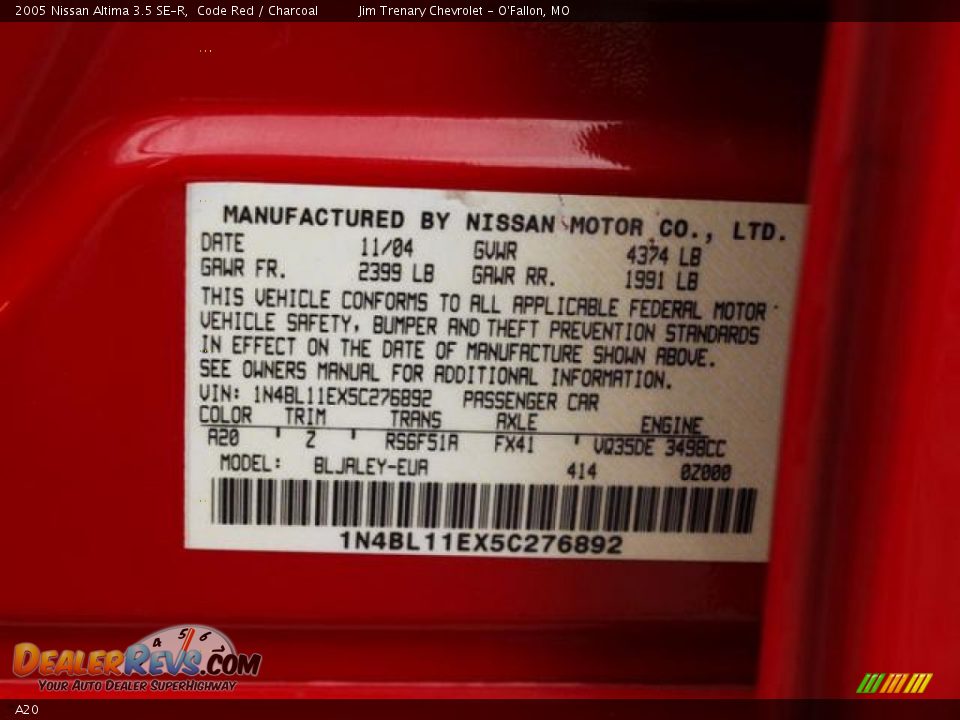 2005 Nissan Altima 3.5 SE-R, Code Red / Charcoal Jim Trenary Chevrolet - O'Fallon, MO
...
MANUFACTURED BY NISSAN MOTOR CO., LTD.
DATE 11/04 GVWR 4374 LB
GAWR FR. 2399 LB GAWR RR. 1991 LB
THIS VEHICLE CONFORMS TO ALL APPLICABLE FEDERAL MOTOR
VEHICLE SAFETY, BUMPER AND THEFT PREVENTION STANDARDS
IN EFFECT ON THE DATE OF MANUFACTURE SHOWN ABOVE.
SEE OWNERS MANUAL FOR ADDITIONAL INFORMATION.
VIN: 1N4BL11EX5C276892 PASSENGER CAR
COLOR TRIM TRANS AXLE ENGINE
A20 Z RS6F51A FX41 VQ35DE 3498CC
MODEL: BLJALEY-EUA 414 0Z000
1N4BL11EX5C276892
4 5 6
DEALERREVS.COM
YOUR AUTO DEALER SUPERHIGHWAY
A20